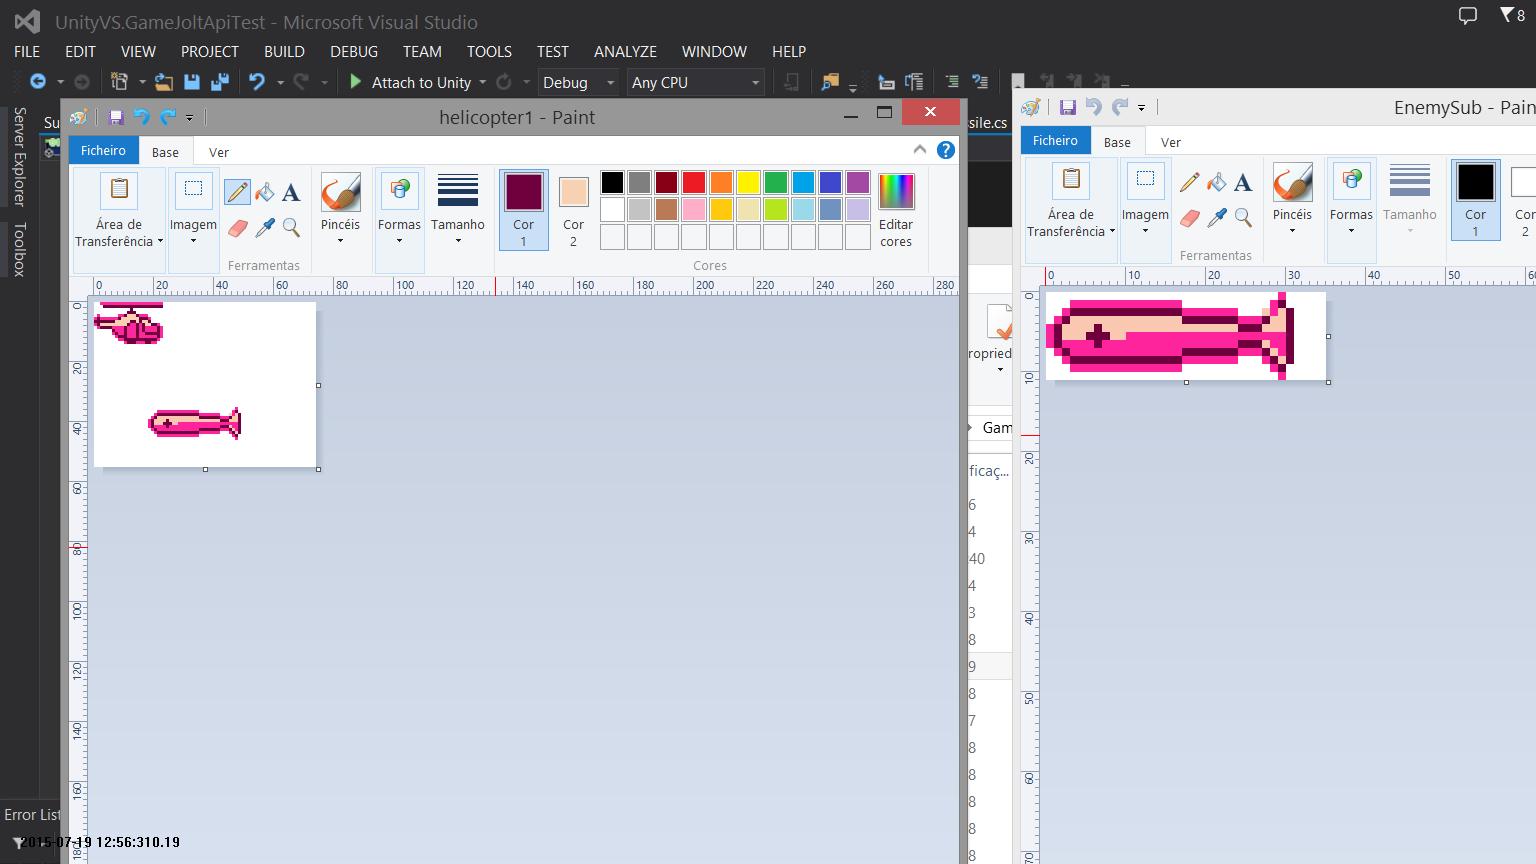 UnityVS.GameJoltApiTest - Microsoft Visual Studio
8
FILE EDIT VIEW PROJECT BUILD DEBUG TEAM TOOLS TEST ANALYZE WINDOW HELP
Attach to Unity Debug Any CPU
Server Explorer
Toolbox
Su
sile.cs
helicopter1 - Paint
Ficheiro Base Ver
Área de
Transferência
Imagem
A
Ferramentas
Pincéis
Formas
Tamanho
Cor
1
Cor
2
Editar
cores
Cores
0 20 40 60 80 100 120 140 160 180 200 220 240 260 280
0
20
40
60
80
100
120
140
160
180
ropried
Gam
ficaç...
6
4
40
4
3
8
9
8
7
8
8
8
8
8
EnemySub - Pain
Ficheiro Base Ver
Área de
Transferência
Imagem
A
Ferramentas
Pincéis
Formas
Tamanho
Cor
1
Cor
2
0 10 20 30 40 50 60
0
10
20
30
40
50
60
70
Error List
2015-07-19 12:56:310.19